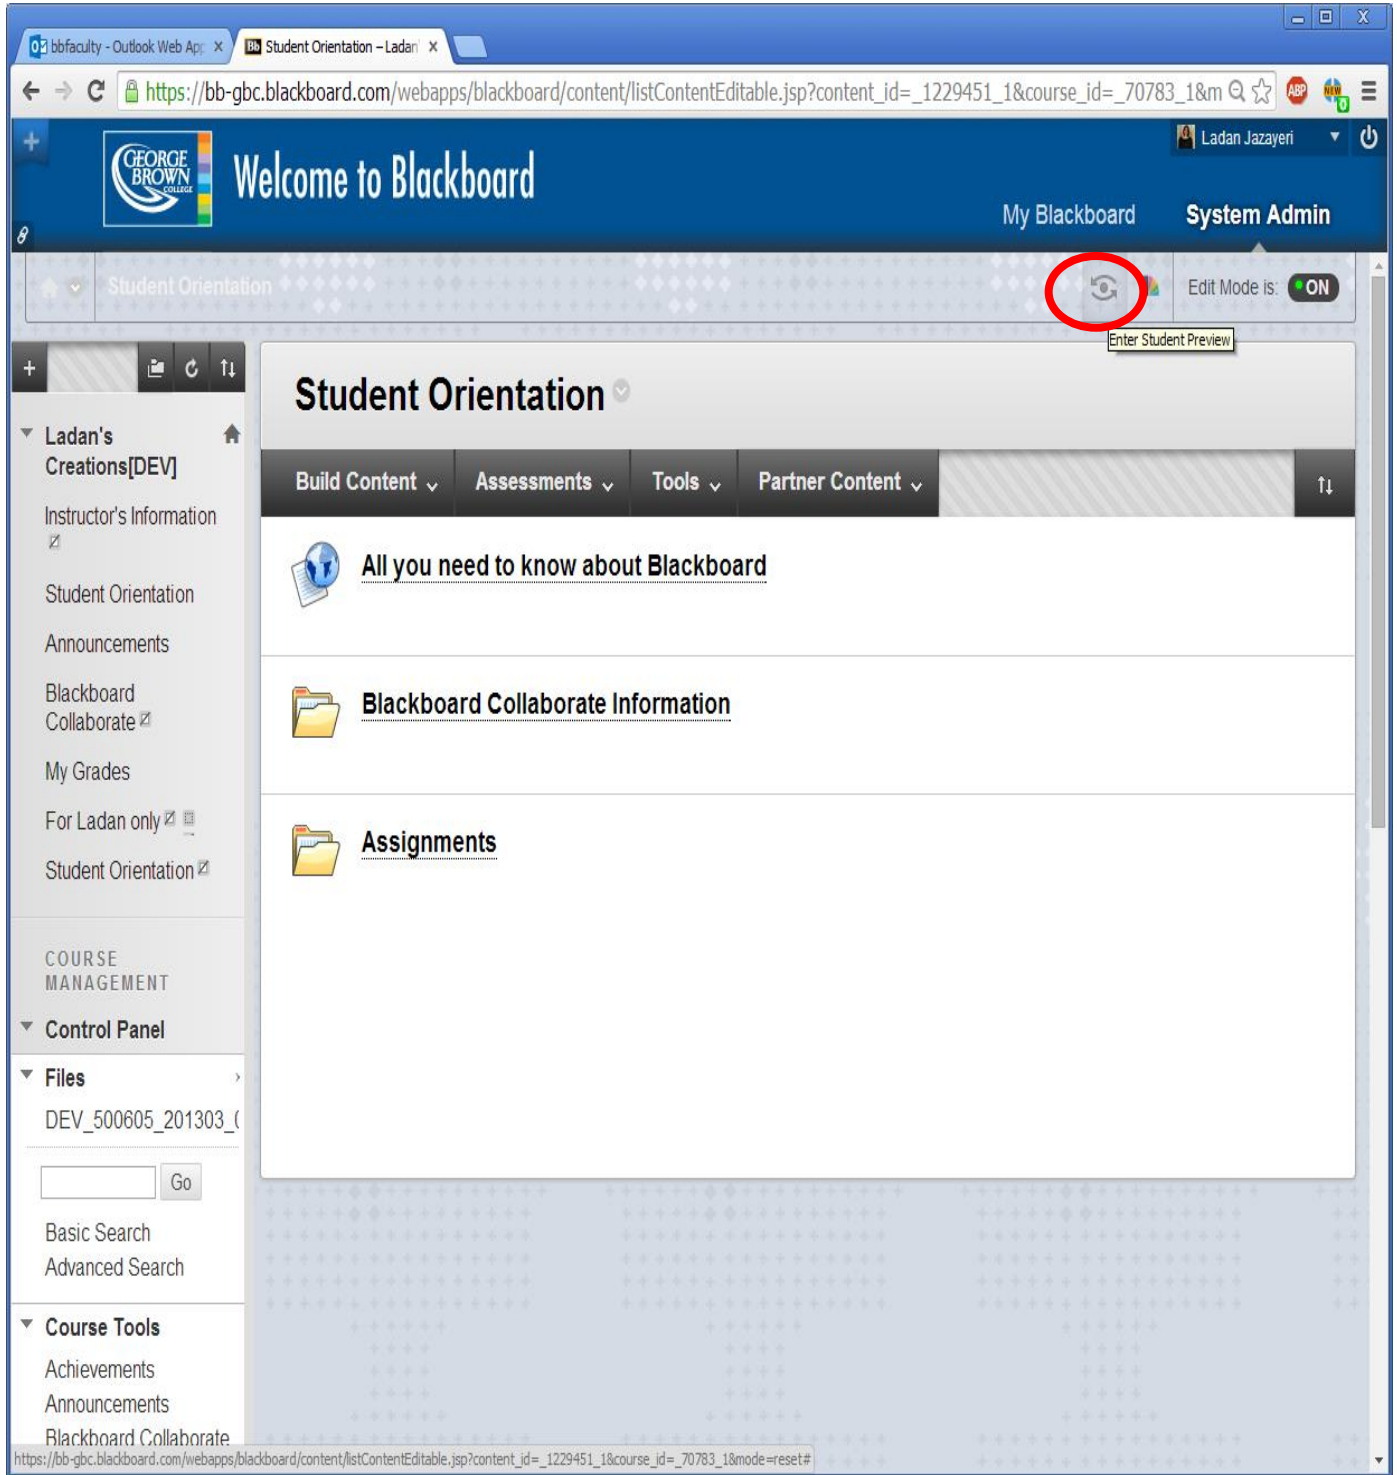 bbfaculty - Outlook Web Ap
Student Orientation – Ladan'
https://bb-gbc.blackboard.com/webapps/blackboard/content/listContentEditable.jsp?content_id=_1229451_1&course_id=_70783_1&m
ABP
NEW
0
GEORGE
BROWN
COLLEGE
Welcome to Blackboard
Ladan Jazayeri
My Blackboard
System Admin
Student Orientation
Edit Mode is:
ON
Enter Student Preview
Ladan's
Creations[DEV]
Instructor's Information
Student Orientation
Announcements
Blackboard
Collaborate
My Grades
For Ladan only
Student Orientation
COURSE
MANAGEMENT
Control Panel
Files
DEV_500605_201303_(
Go
Basic Search
Advanced Search
Course Tools
Achievements
Announcements
Blackboard Collaborate
Student Orientation
Build Content
Assessments
Tools
Partner Content
All you need to know about Blackboard
Blackboard Collaborate Information
Assignments
https://bb-gbc.blackboard.com/webapps/blackboard/content/listContentEditable.jsp?content_id=_1229451_1&course_id=_70783_1&mode=reset#